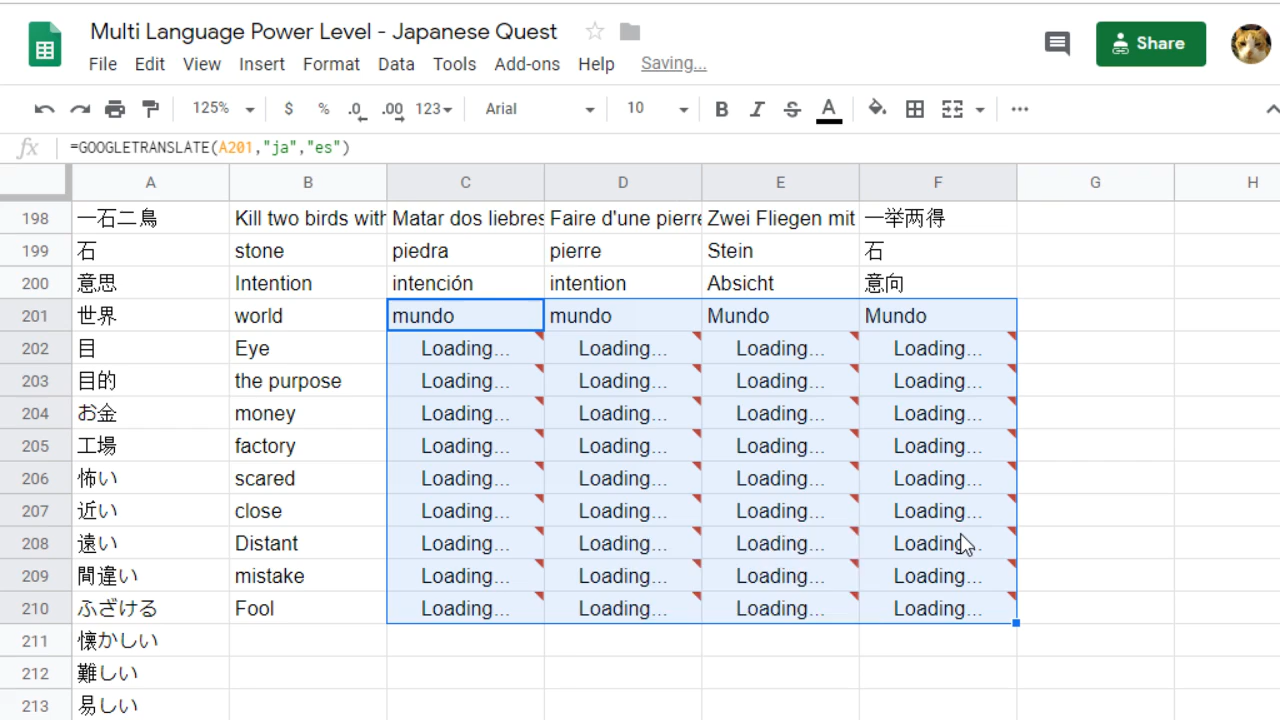 Multi Language Power Level - Japanese Quest
File Edit View Insert Format Data Tools Add-ons Help Saving...
Share
125% $ % .0 .00 123 Arial 10 B I S A ...
fx =GOOGLETRANSLATE(A201,"ja","es")
A B C D E F G H
198 一石二鳥 Kill two birds with Matar dos liebres Faire d'une pierre Zwei Fliegen mit 一举两得
199 石 stone piedra pierre Stein 石
200 意思 Intention intención intention Absicht 意向
201 世界 world mundo mundo Mundo Mundo
202 目 Eye Loading... Loading... Loading... Loading...
203 目的 the purpose Loading... Loading... Loading... Loading...
204 お金 money Loading... Loading... Loading... Loading...
205 工場 factory Loading... Loading... Loading... Loading...
206 怖い scared Loading... Loading... Loading... Loading...
207 近い close Loading... Loading... Loading... Loading...
208 遠い Distant Loading... Loading... Loading... Loading...
209 間違い mistake Loading... Loading... Loading... Loading...
210 ふざける Fool Loading... Loading... Loading... Loading...
211 懐かしい
212 難しい
213 易しい